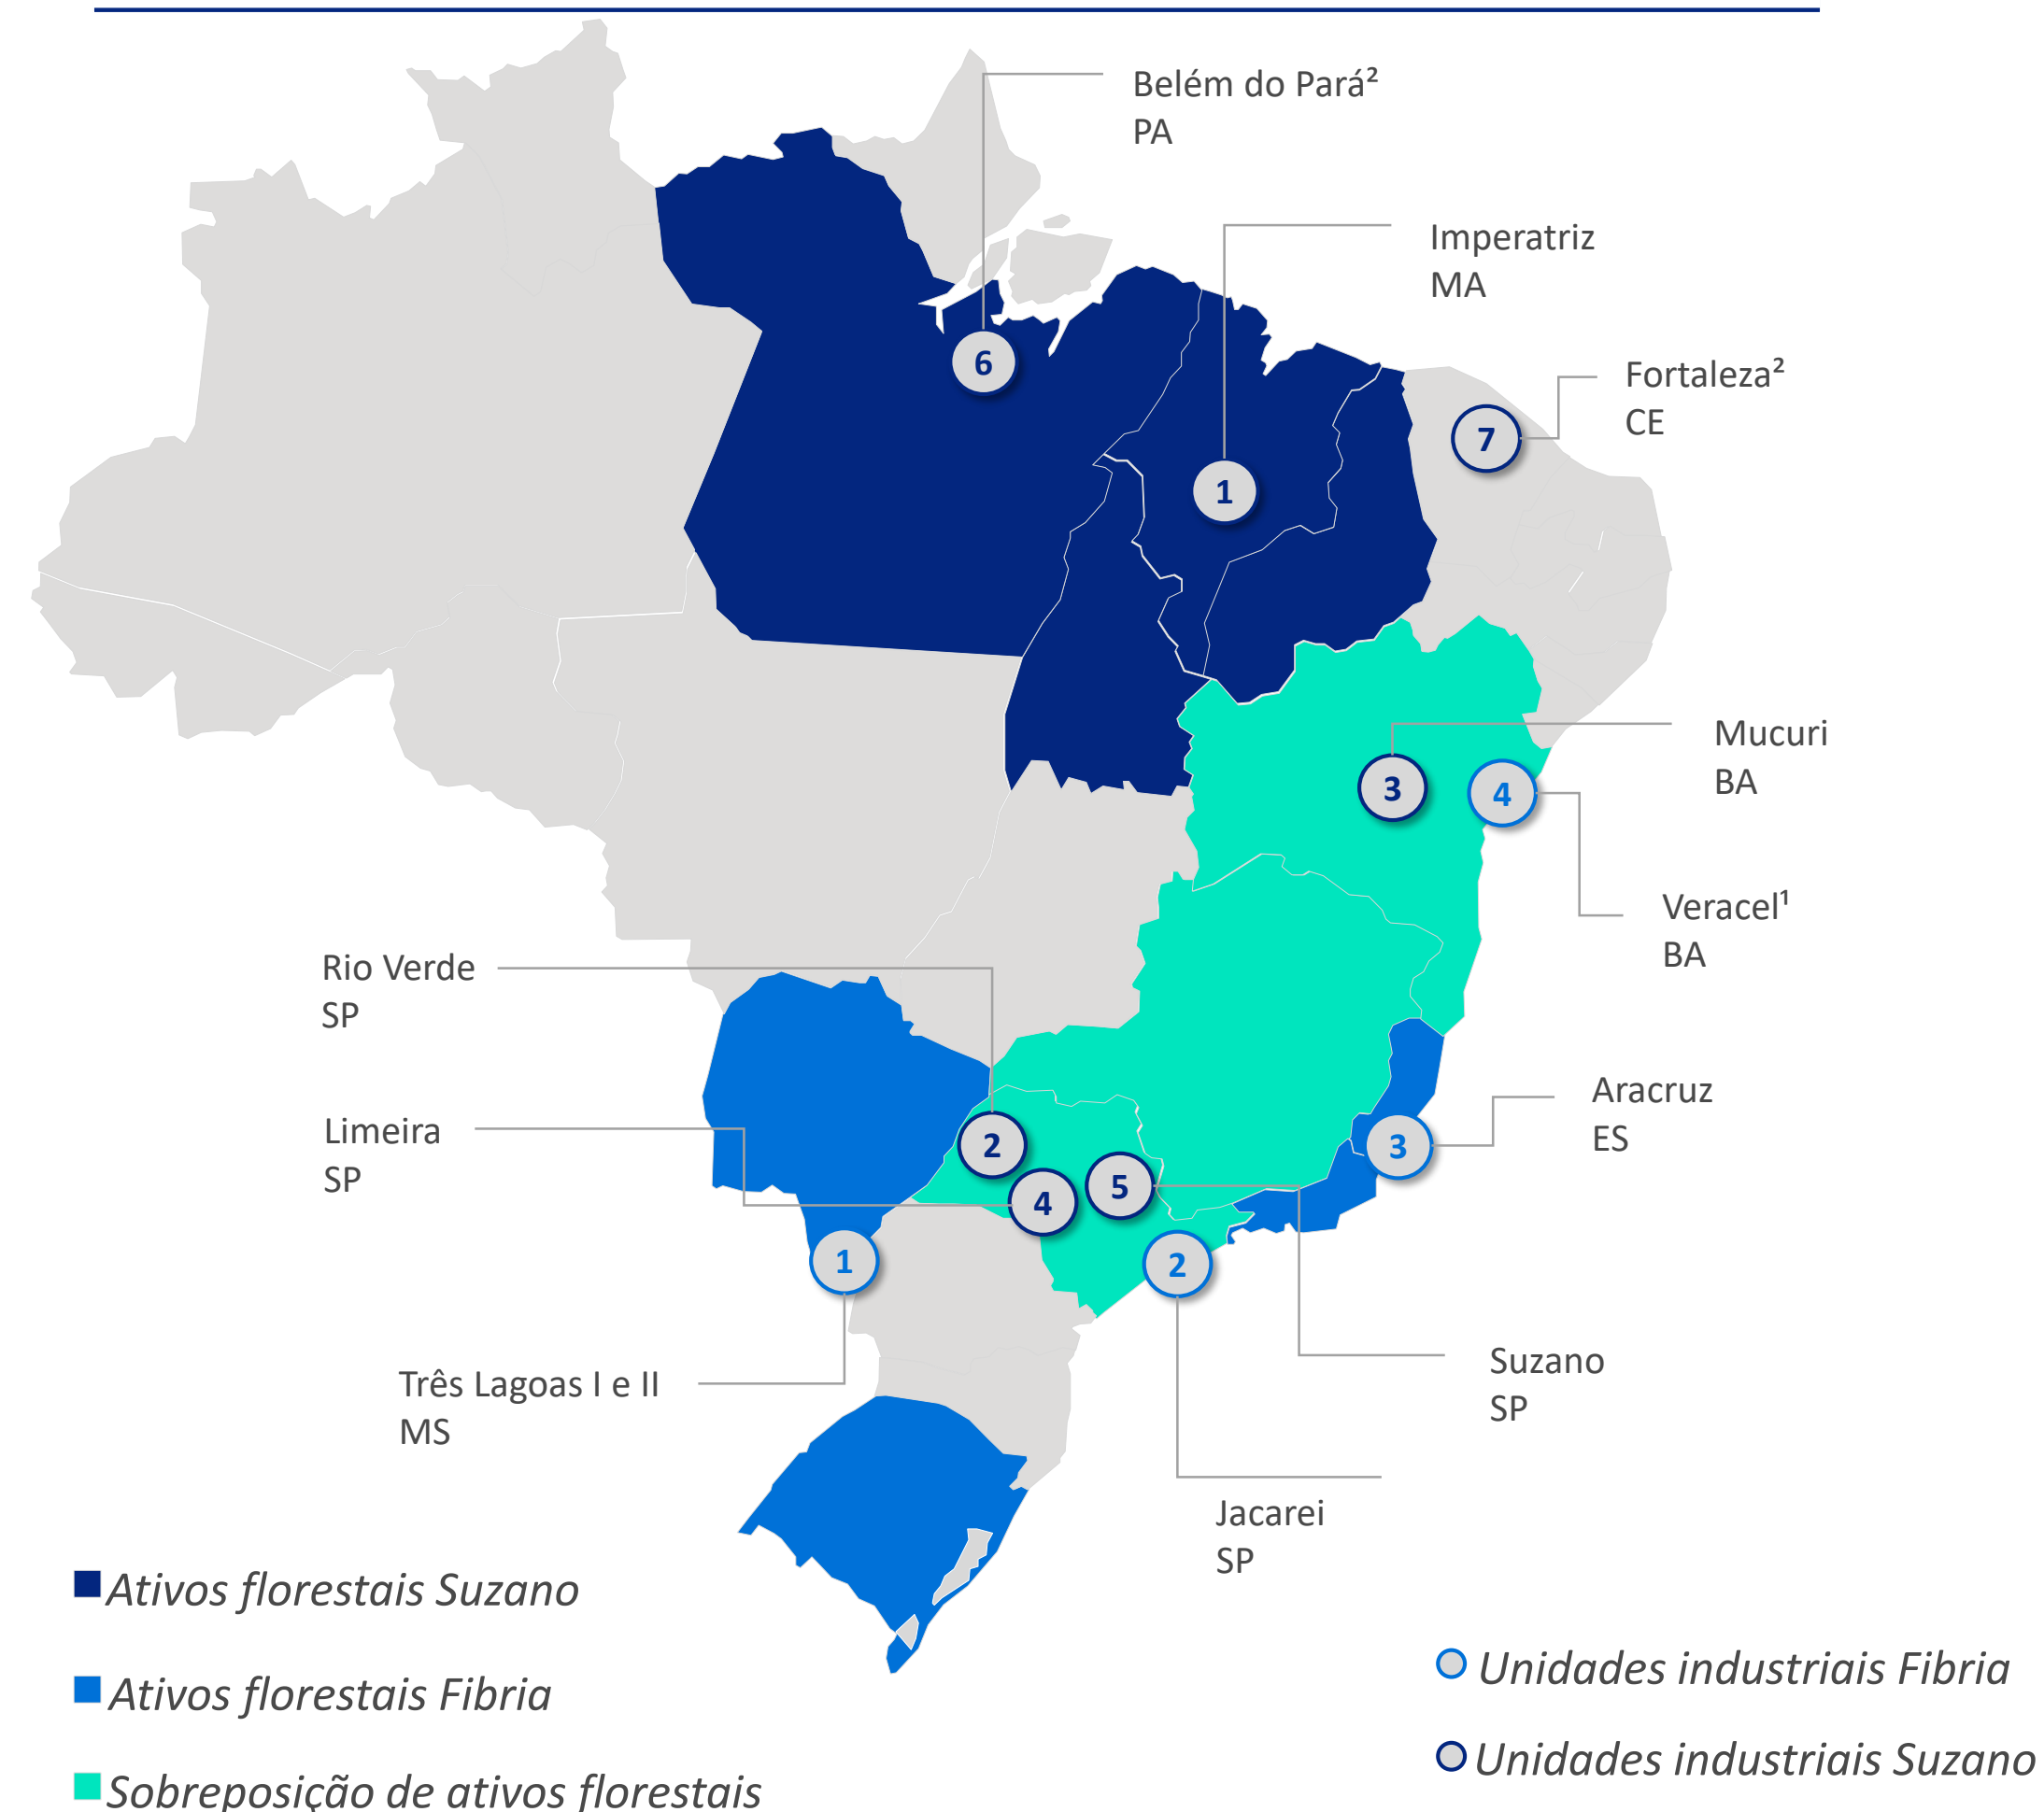 Belém do Pará²
PA
Imperatriz
MA
6
Fortaleza²
CE
7
1
Mucuri
BA
3
4
Veracel¹
BA
Rio Verde
SP
Aracruz
ES
Limeira
SP
2
3
5
4
1
2
Suzano
SP
Três Lagoas I e II
MS
Jacarei
SP
Ativos florestais Suzano
Unidades industriais Fibria
Ativos florestais Fibria
Unidades industriais Suzano
Sobreposição de ativos florestais